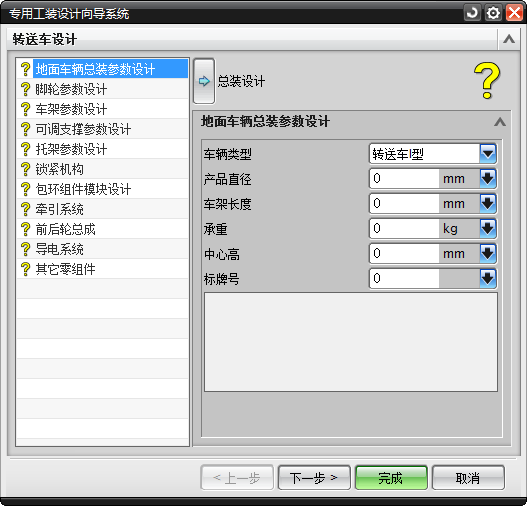 专用工装设计向导系统
转送车设计
地面车辆总装参数设计
脚轮参数设计
车架参数设计
可调支撑参数设计
托架参数设计
锁紧机构
包环组件模块设计
牵引系统
前后轮总成
导电系统
其它零组件
总装设计
地面车辆总装参数设计
车辆类型 转送车I型
产品直径 0 mm
车架长度 0 mm
承重 0 kg
中心高 0 mm
标牌号 0
< 上一步 下一步 > 完成 取消